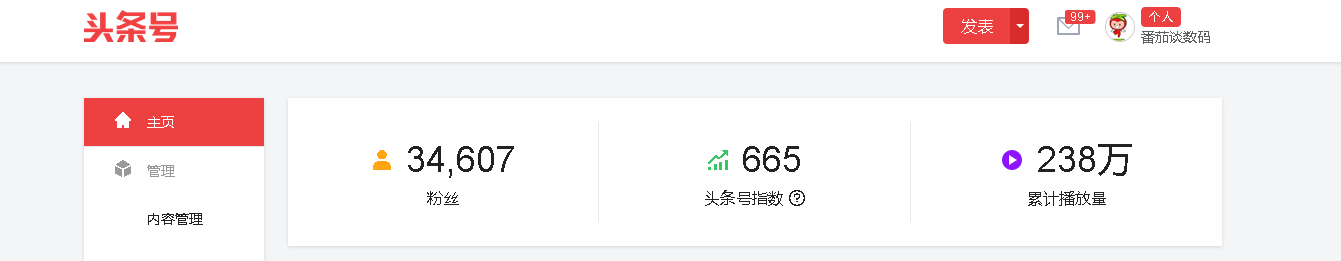 头条号
发表
99+
个人
番茄谈数码
主页
管理
内容管理
34,607
粉丝
665
头条号指数 ?
238万
累计播放量